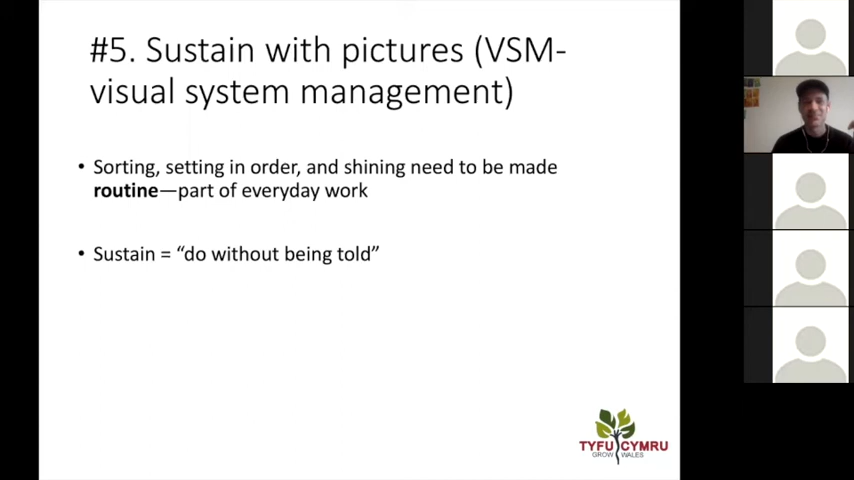 #5. Sustain with pictures (VSM-
visual system management)
• Sorting, setting in order, and shining need to be made
routine—part of everyday work
• Sustain = “do without being told”
TYFU CYMRU
GROW WALES